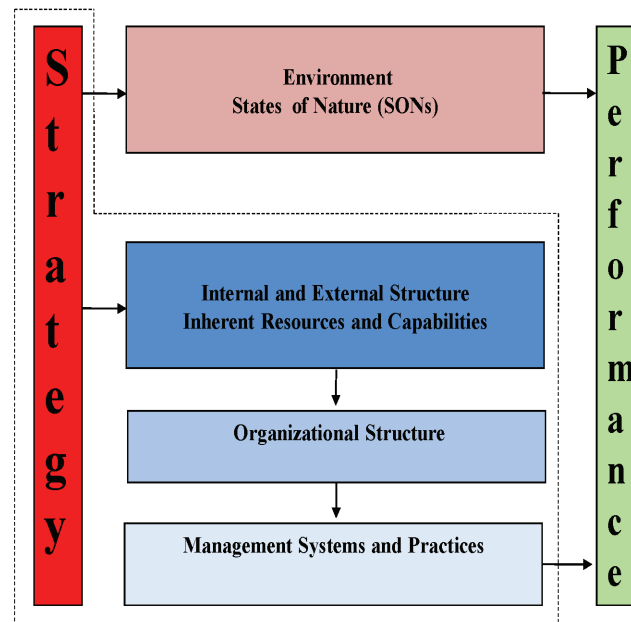 Strategy
Environment
States of Nature (SONs)
Internal and External Structure
Inherent Resources and Capabilities
Organizational Structure
Management Systems and Practices
Performance